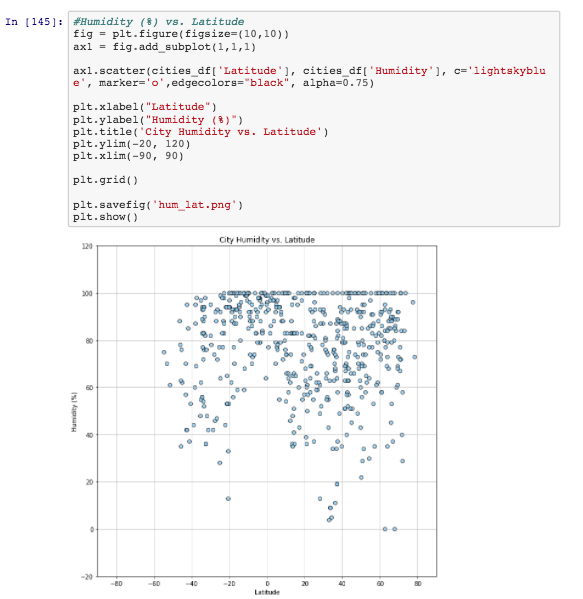 In [145]: #Humidity (%) vs. Latitude
fig = plt.figure(figsize=(10,10))
ax1 = fig.add_subplot(1,1,1)
ax1.scatter(cities_df['Latitude'], cities_df['Humidity'], c='lightskyblu
e', marker='o',edgecolors="black", alpha=0.75)
plt.xlabel("Latitude")
plt.ylabel("Humidity (%)")
plt.title('City Humidity vs. Latitude')
plt.ylim(-20, 120)
plt.xlim(-90, 90)
plt.grid()
plt.savefig('hum_lat.png')
plt.show()
City Humidity vs. Latitude
120
100
80
60
40
20
0
−20
Humidity (%)
−80 −60 −40 −20 0 20 40 60 80
Latitude